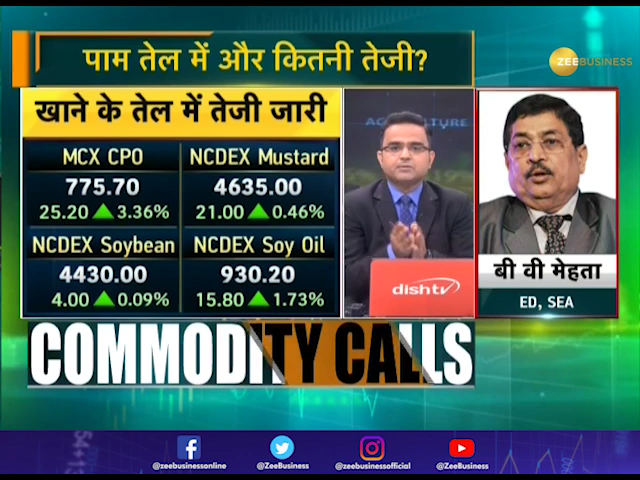 पाम तेल में और कितनी तेजी?
ZEEBUSINESS
खाने के तेल में तेजी जारी
MCX CPO
775.70
25.20 ▲ 3.36%
NCDEX Mustard
4635.00
21.00 ▲ 0.46%
NCDEX Soybean
4430.00
4.00 ▲ 0.09%
NCDEX Soy Oil
930.20
15.80 ▲ 1.73%
dishtv
बी वी मेहता
ED, SEA
COMMODITY CALLS
@zeebusinessonline
@ZeeBusiness
@zeebusinessofficial
@ZeeBusiness